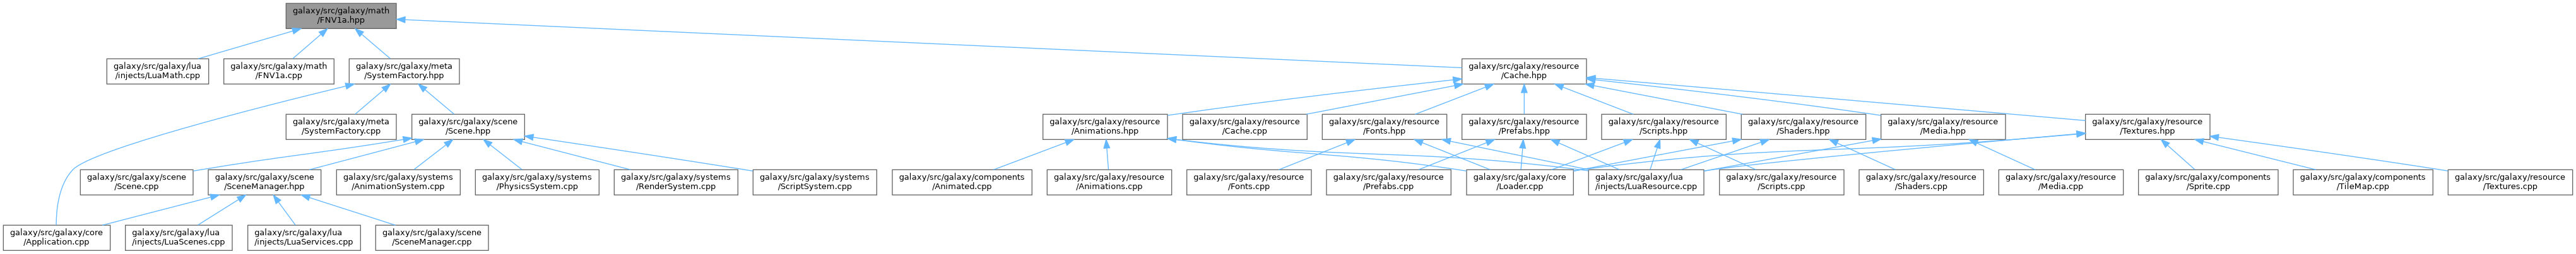 galaxy/src/galaxy/math
/FNV1a.hpp
galaxy/src/galaxy/lua
/injects/LuaMath.cpp
galaxy/src/galaxy/math
/FNV1a.cpp
galaxy/src/galaxy/meta
/SystemFactory.hpp
galaxy/src/galaxy/resource
/Cache.hpp
galaxy/src/galaxy/meta
/SystemFactory.cpp
galaxy/src/galaxy/scene
/Scene.hpp
galaxy/src/galaxy/resource
/Animations.hpp
galaxy/src/galaxy/resource
/Cache.cpp
galaxy/src/galaxy/resource
/Fonts.hpp
galaxy/src/galaxy/resource
/Prefabs.hpp
galaxy/src/galaxy/resource
/Scripts.hpp
galaxy/src/galaxy/resource
/Shaders.hpp
galaxy/src/galaxy/resource
/Media.hpp
galaxy/src/galaxy/resource
/Textures.hpp
galaxy/src/galaxy/scene
/Scene.cpp
galaxy/src/galaxy/scene
/SceneManager.hpp
galaxy/src/galaxy/systems
/AnimationSystem.cpp
galaxy/src/galaxy/systems
/PhysicsSystem.cpp
galaxy/src/galaxy/systems
/RenderSystem.cpp
galaxy/src/galaxy/systems
/ScriptSystem.cpp
galaxy/src/galaxy/components
/Animated.cpp
galaxy/src/galaxy/resource
/Animations.cpp
galaxy/src/galaxy/resource
/Fonts.cpp
galaxy/src/galaxy/resource
/Prefabs.cpp
galaxy/src/galaxy/core
/Loader.cpp
galaxy/src/galaxy/lua
/injects/LuaResource.cpp
galaxy/src/galaxy/resource
/Scripts.cpp
galaxy/src/galaxy/resource
/Shaders.cpp
galaxy/src/galaxy/resource
/Media.cpp
galaxy/src/galaxy/components
/Sprite.cpp
galaxy/src/galaxy/components
/TileMap.cpp
galaxy/src/galaxy/resource
/Textures.cpp
galaxy/src/galaxy/core
/Application.cpp
galaxy/src/galaxy/lua
/injects/LuaScenes.cpp
galaxy/src/galaxy/lua
/injects/LuaServices.cpp
galaxy/src/galaxy/scene
/SceneManager.cpp